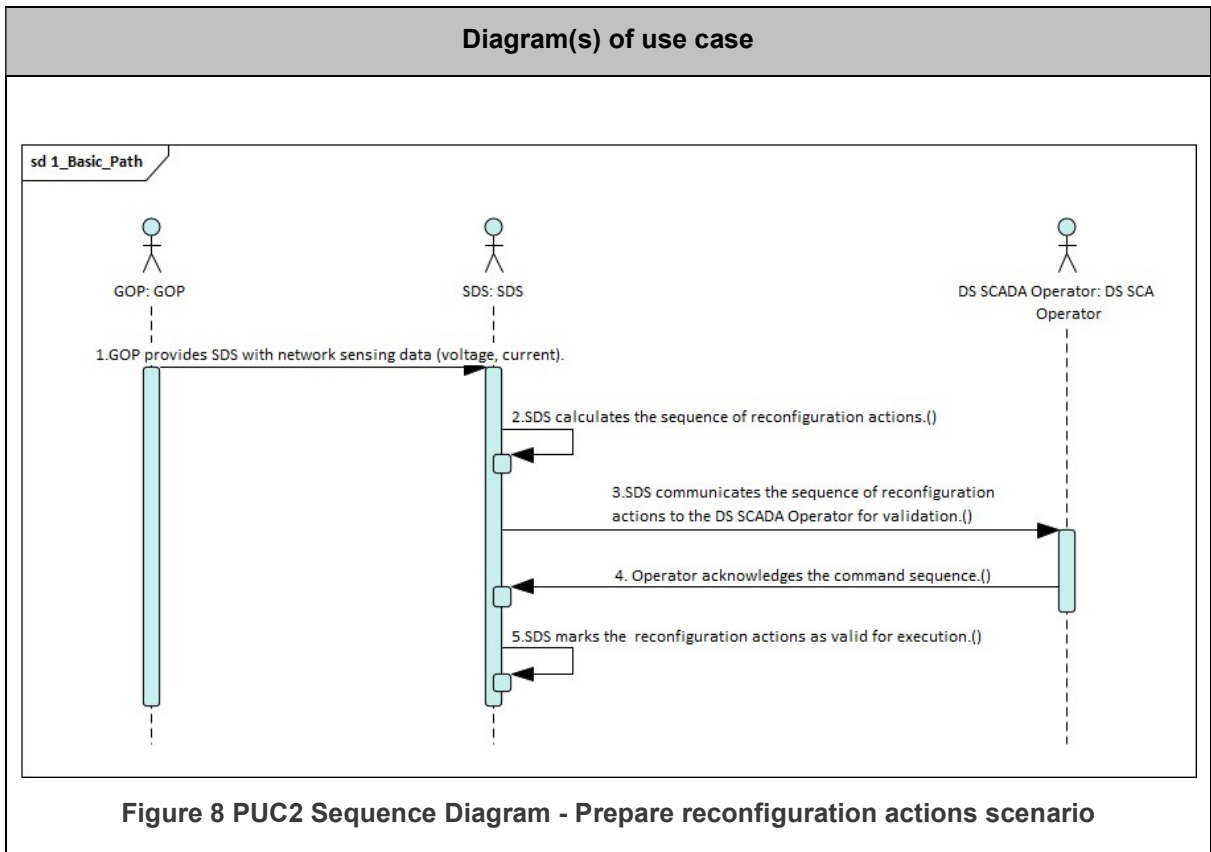 Diagram(s) of use case
sd 1_Basic_Path
GOP: GOP
SDS: SDS
DS SCADA Operator: DS SCA
Operator
1.GOP provides SDS with network sensing data (voltage, current).
2.SDS calculates the sequence of reconfigruration actions.()
3.SDS communicates the sequence of reconfiguration
actions to the DS SCADA Operator for validation.()
4. Operator acknowledges the command sequence.()
5.SDS marks the reconfiguration actions as valid for execution.()
Figure 8 PUC2 Sequence Diagram - Prepare reconfiguration actions scenario